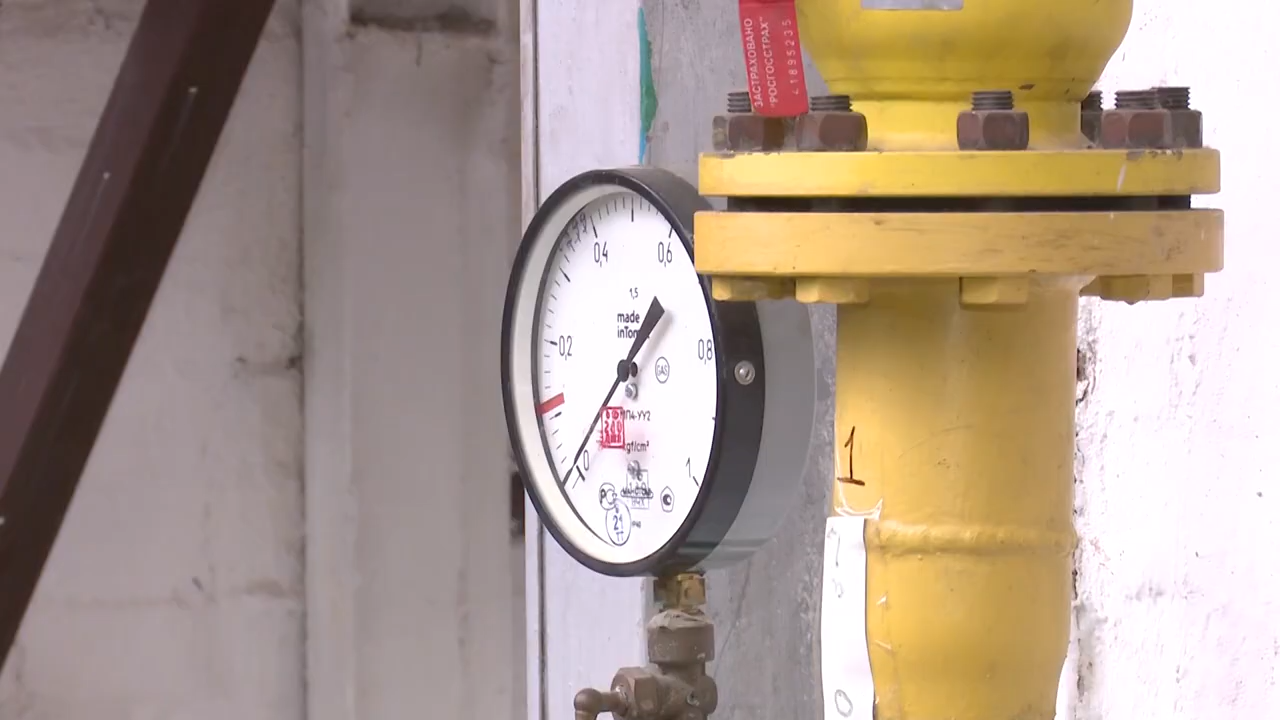 ЗАСТРАХОВАНО
"РОСГОССТРАХ"
41895235
0,4
0,6
1,5
made
0,2
0,8
GAS
kgf/cm²
0
1
21
1